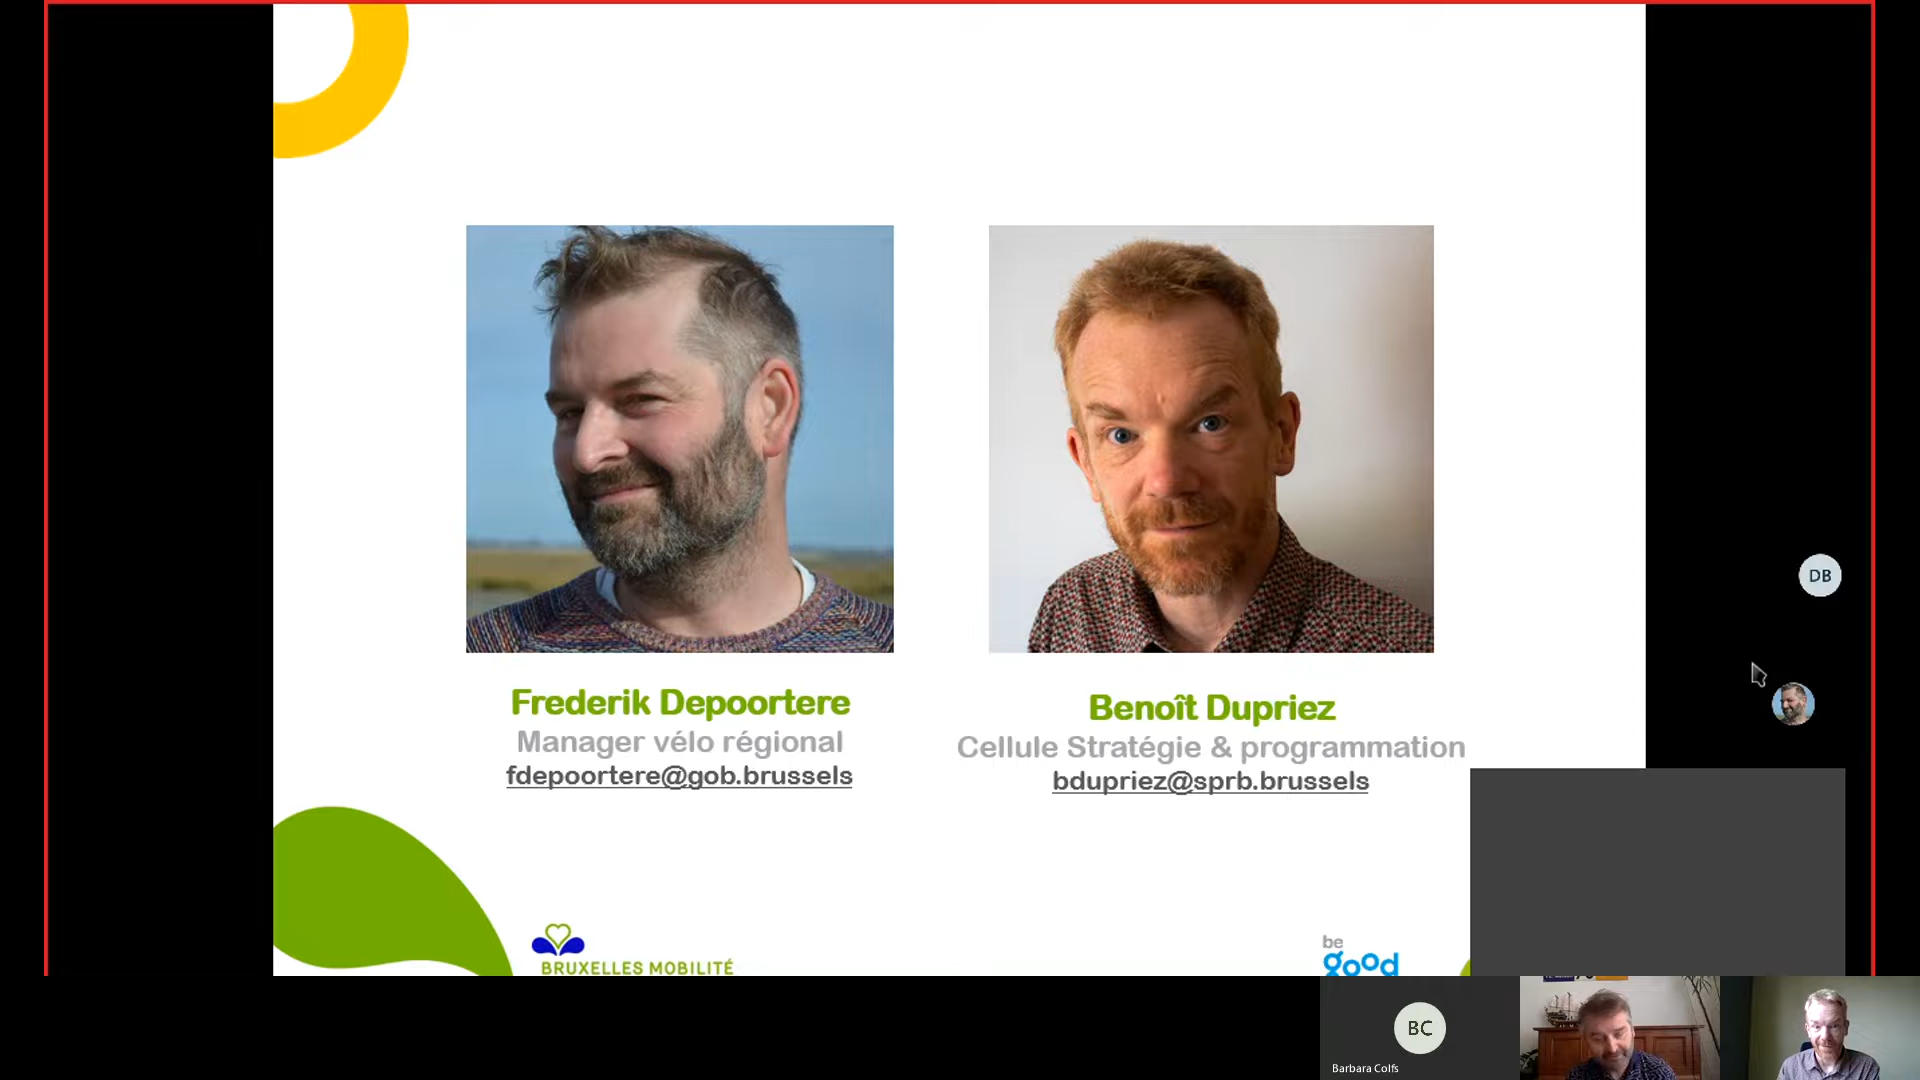 Frederik Depoortere
Manager vélo régional
fdepoortere@gob.brussels
Benoît Dupriez
Cellule Stratégie & programmation
bdupriez@sprb.brussels
DB
BRUXELLES MOBILITÉ
be
good
BC
Barbara Colfs